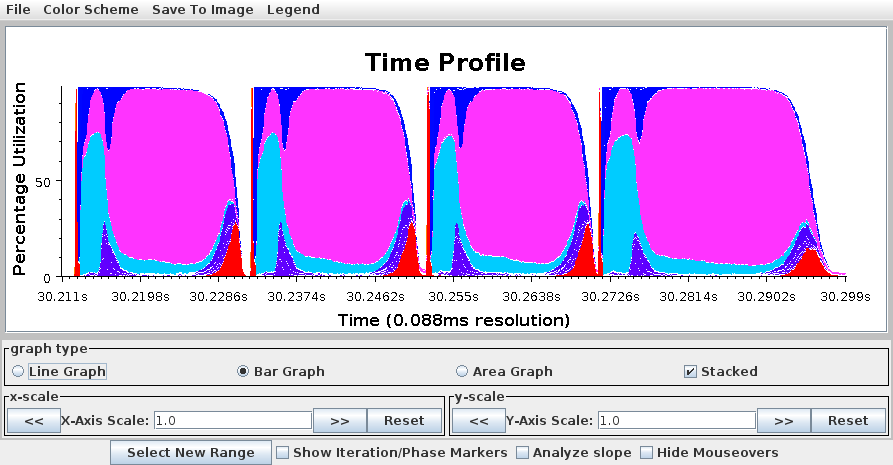 File Color Scheme Save To Image Legend
Time Profile
Percentage Utilization
50
0
30.211s 30.2198s 30.2286s 30.2374s 30.2462s 30.255s 30.2638s 30.2726s 30.2814s 30.2902s 30.299s
Time (0.088ms resolution)
graph type
Line Graph Bar Graph Area Graph Stacked
x-scale y-scale
<< X-Axis Scale: 1.0 >> Reset << Y-Axis Scale: 1.0 >> Reset
Select New Range Show Iteration/Phase Markers Analyze slope Hide Mouseovers